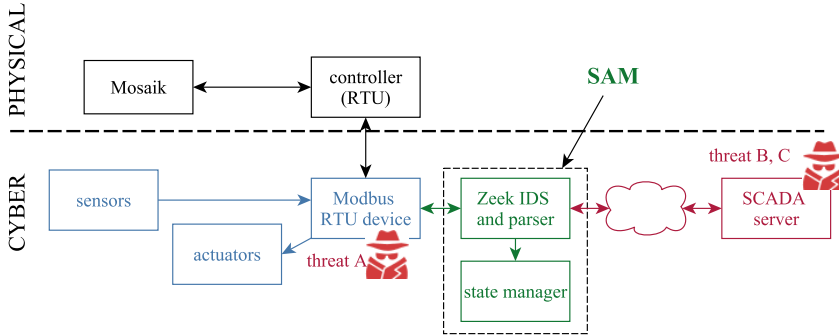 PHYSICAL
Mosaik
controller
(RTU)
SAM
CYBER
threat B, C
sensors
Modbus
RTU device
Zeek IDS
and parser
SCADA
server
actuators
threat A
state manager